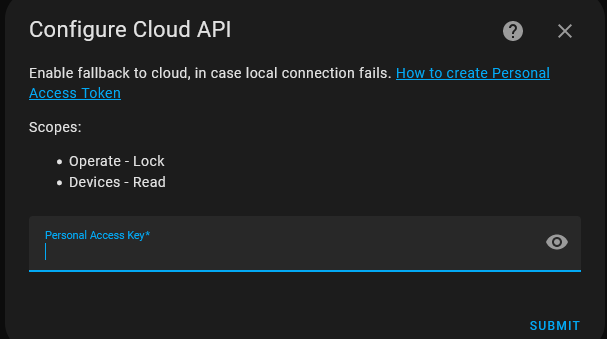 Configure Cloud API
Enable fallback to cloud, in case local connection fails. How to create Personal
Access Token
Scopes:
• Operate - Lock
• Devices - Read
Personal Access Key*
SUBMIT